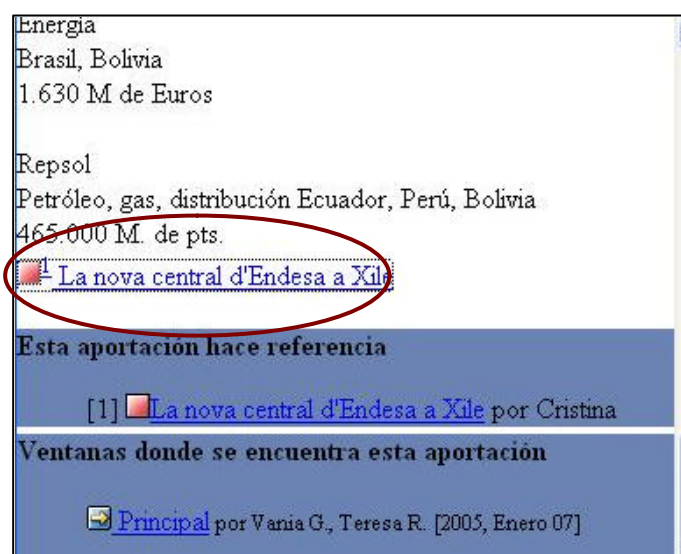 Energía
Brasil, Bolivia
1.630 M de Euros
Repsol
Petróleo, gas, distribución Ecuador, Perú, Bolivia
465.000 M. de pts.
1 La nova central d'Endesa a Xile
Esta aportación hace referencia
[1] La nova central d'Endesa a Xile por Cristina
Ventanas donde se encuentra esta aportación
Principal por Vania G., Teresa R. [2005, Enero 07]